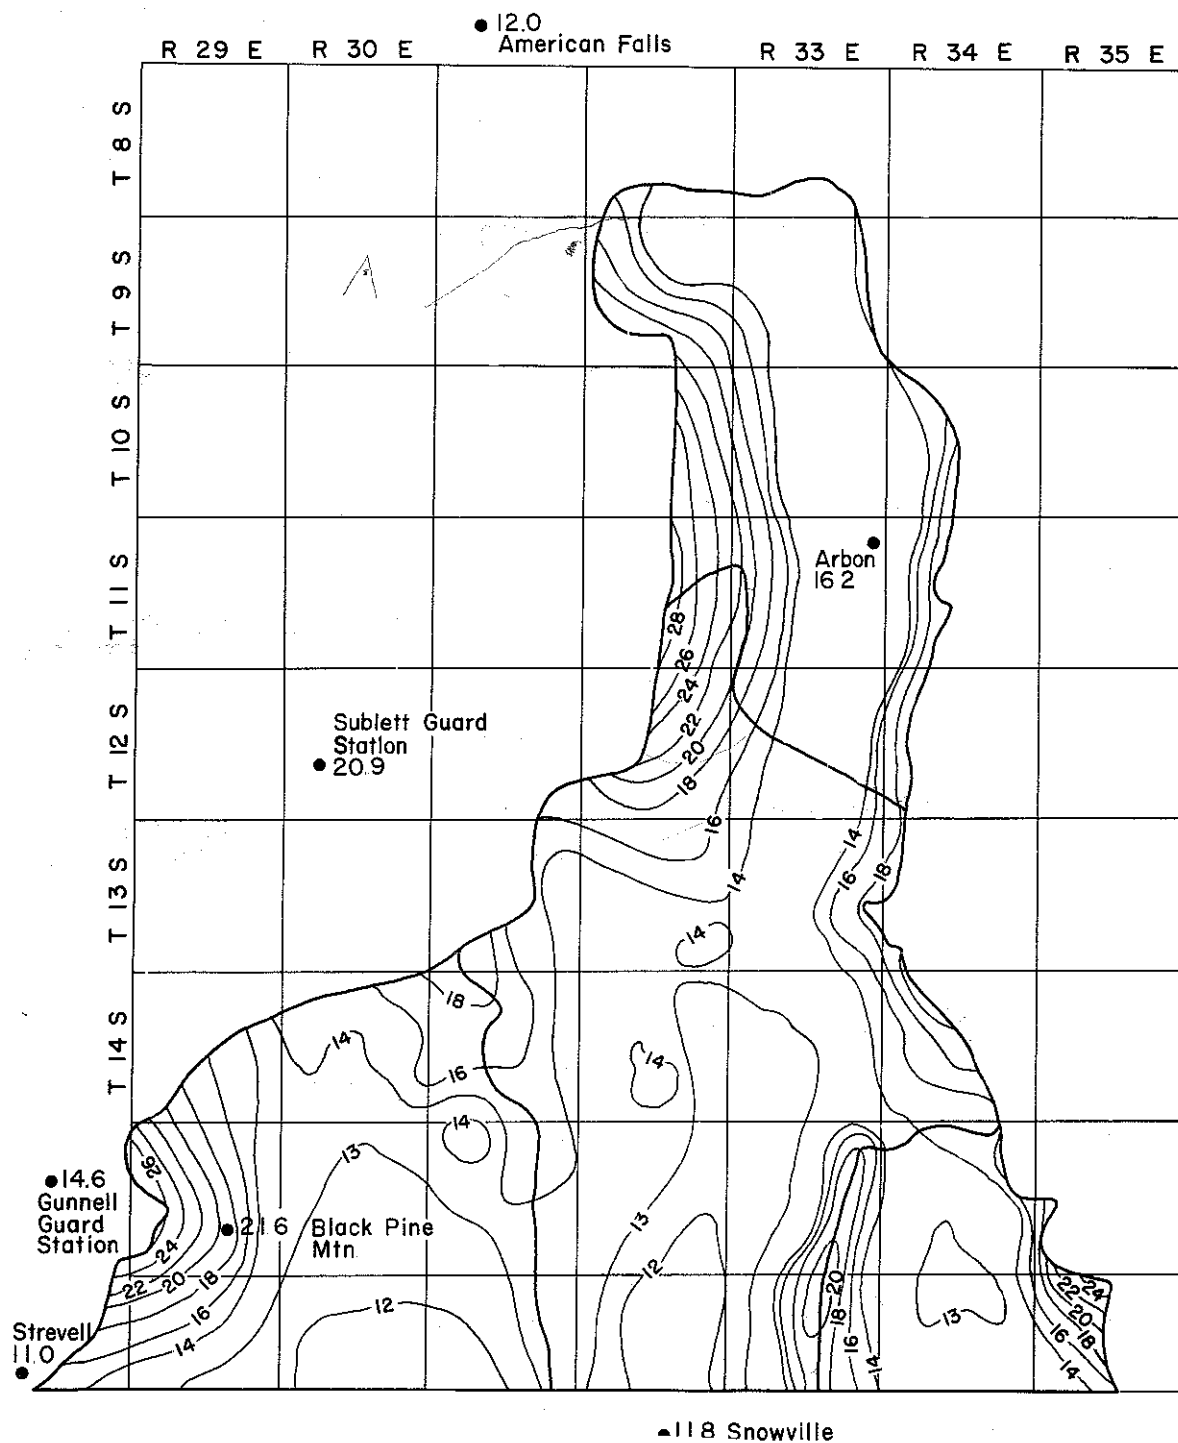 12.0
American Falls
R 29 E
R 30 E
R 33 E
R 34 E
R 35 E
T 8 S
T 9 S
T 10 S
T 11 S
T 12 S
T 13 S
T 14 S
Arbon
16 2
28
26
24
22
20
18
16
14
Sublett Guard
Station
20.9
14
16
18
14
18
14
16
14
14
13
26
14.6
Gunnell
Guard
Station
21.6 Black Pine
Mtn
24
22
20
18
16
14
12
13
12
20
18
16
14
13
24
22
20
18
16
14
Strevell
11.0
11.8 Snowville